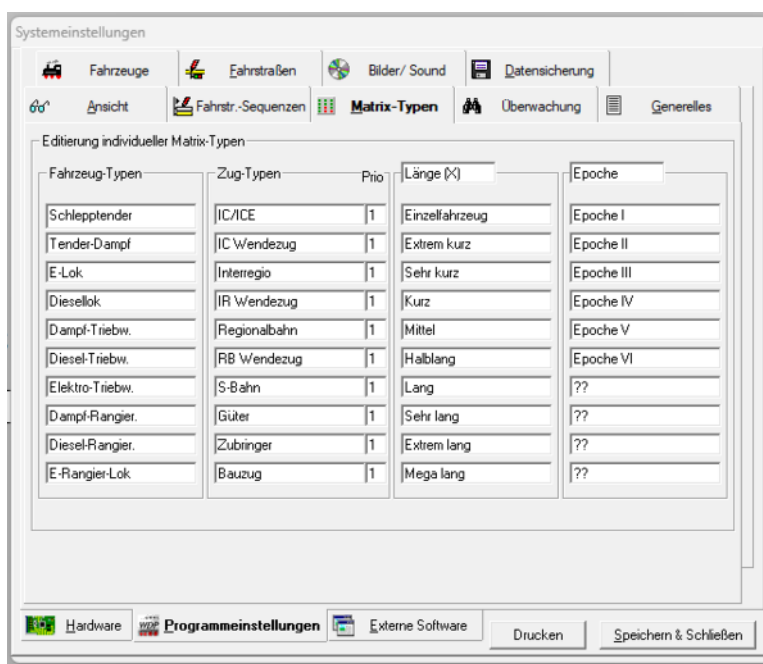 Systemeinstellungen
Fahrzeuge Fahrstraßen Bilder/ Sound Datensicherung
Ansicht Fahrstr.-Sequenzen Matrix-Typen Überwachung Generelles
Editierung individueller Matrix-Typen
Fahrzeug-Typen Zug-Typen Prio Länge (X) Epoche
Schlepptender IC/ICE 1 Einzelfahrzeug Epoche I
Tender-Dampf IC Wendezug 1 Extrem kurz Epoche II
E-Lok Interregio 1 Sehr kurz Epoche III
Diesellok IR Wendezug 1 Kurz Epoche IV
Dampf-Triebw. Regionalbahn 1 Mittel Epoche V
Diesel-Triebw. RB Wendezug 1 Halblang Epoche VI
Elektro-Triebw. S-Bahn 1 Lang ??
Dampf-Rangier. Güter 1 Sehr lang ??
Diesel-Rangier. Zubringer 1 Extrem lang ??
E-Rangier-Lok Bauzug 1 Mega lang ??
Hardware WDP Programmeinstellungen Externe Software Drucken Speichern & Schließen